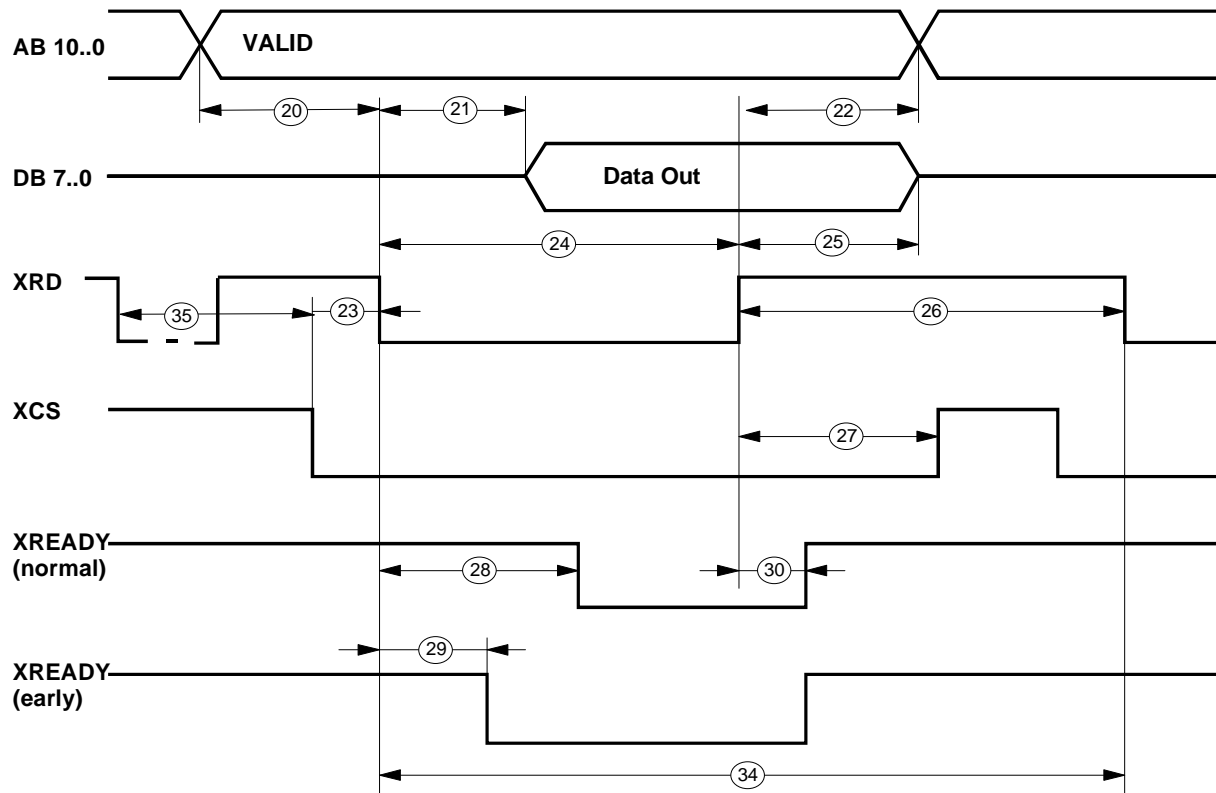 AB 10..0
VALID
20
21
22
DB 7..0
Data Out
24
25
XRD
35
23
26
XCS
27
XREADY
(normal)
28
30
29
XREADY
(early)
34